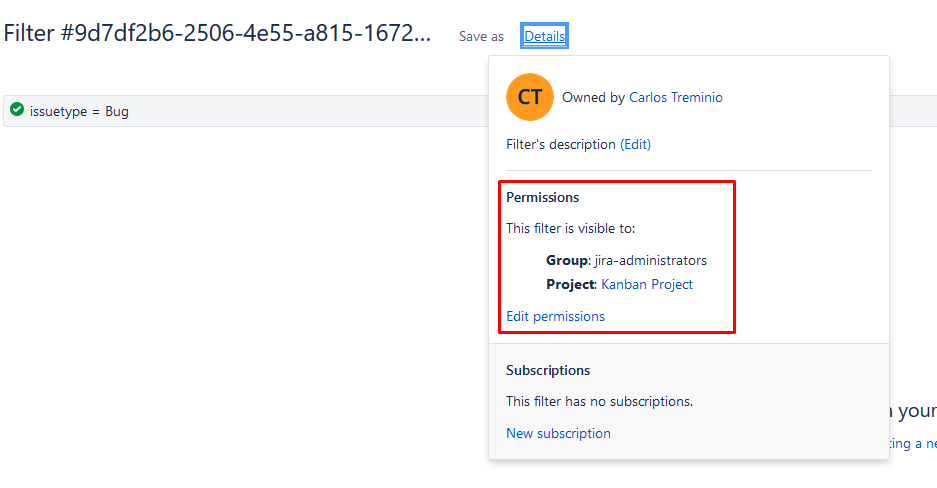 Filter #9d7df2b6-2506-4e55-a815-1672... Save as Details
CT Owned by Carlos Treminio
issuetype = Bug
Filter's description (Edit)
Permissions
This filter is visible to:
Group: jira-administrators
Project: Kanban Project
Edit permissions
Subscriptions
This filter has no subscriptions.
New subscription
your
a